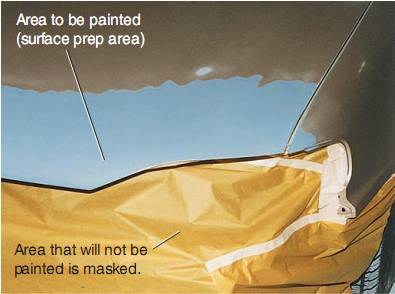 Area to be painted
(surface prep area)
Area that will not be
painted is masked.